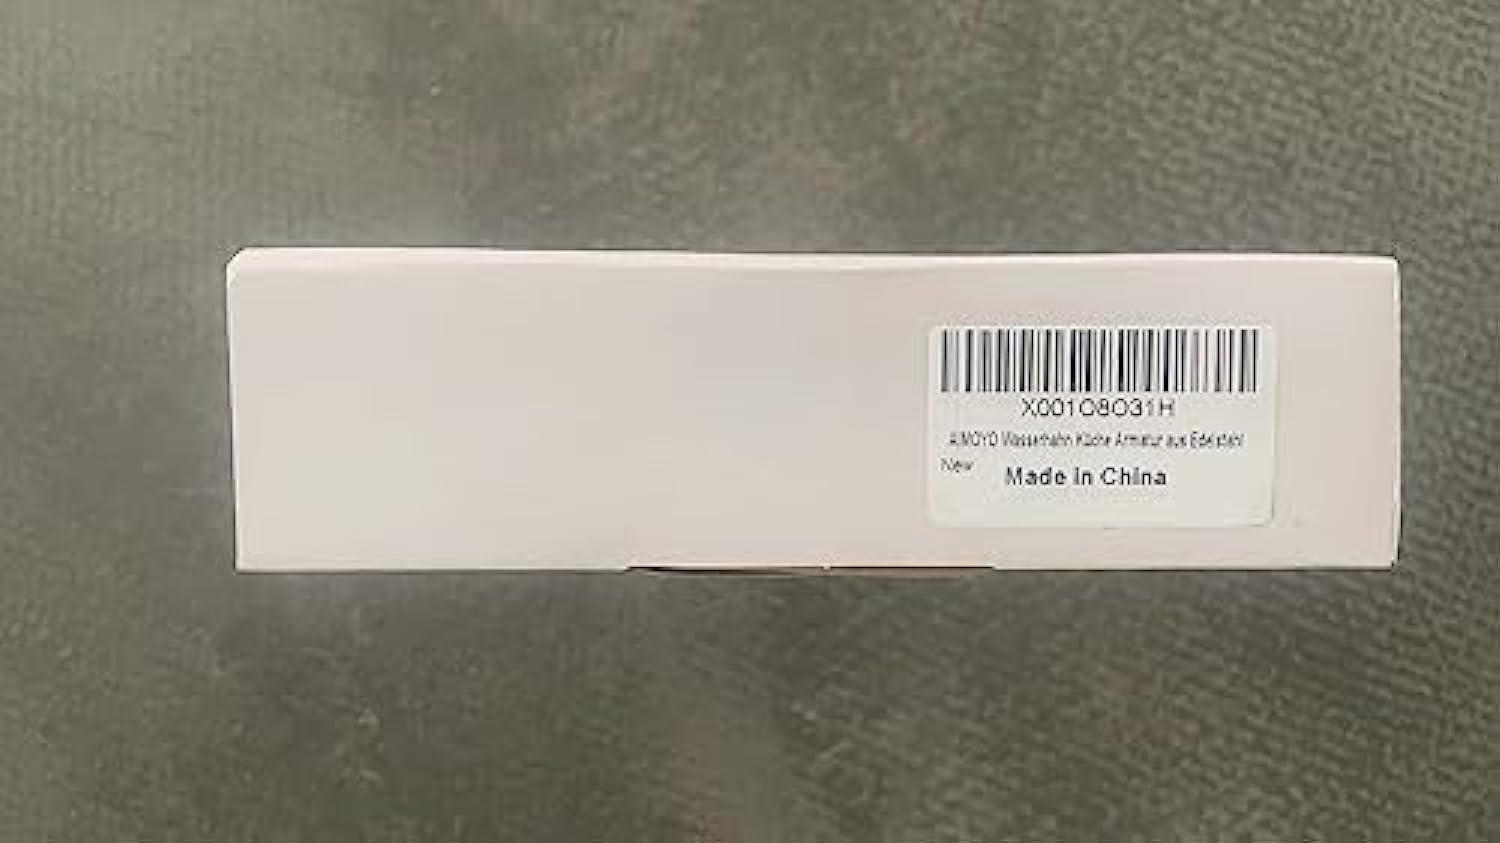 X001O8O31H
AIMOYO Wasserhahn Küche Armatur aus Edelstahl
New
Made in China